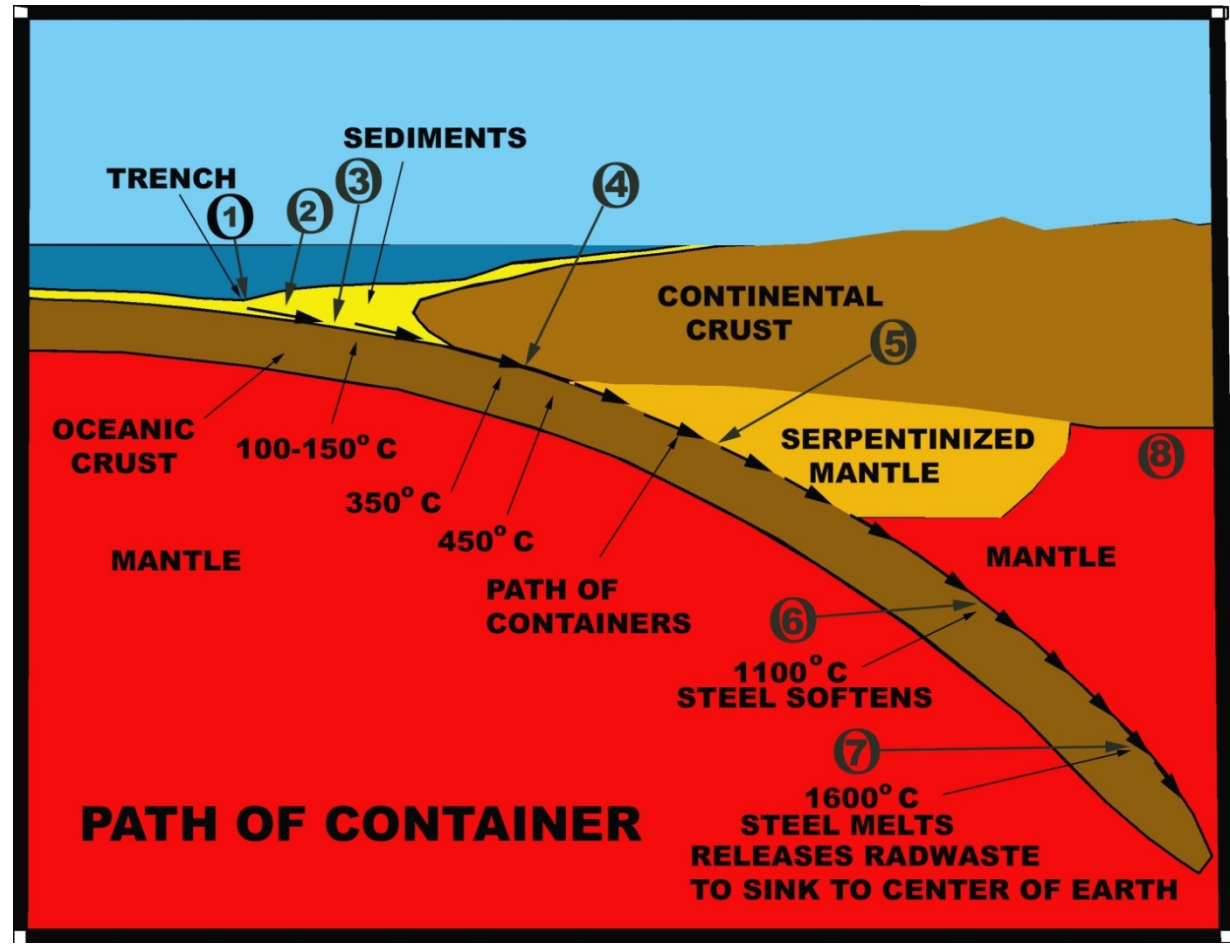 SEDIMENTS
TRENCH
1
2
3
4
CONTINENTAL
CRUST
5
OCEANIC
CRUST
100-150° C
SERPENTINIZED
MANTLE
8
350° C
450° C
MANTLE
MANTLE
PATH OF
CONTAINERS
6
1100° C
STEEL SOFTENS
7
1600° C
STEEL MELTS
RELEASES RADWASTE
TO SINK TO CENTER OF EARTH
PATH OF CONTAINER